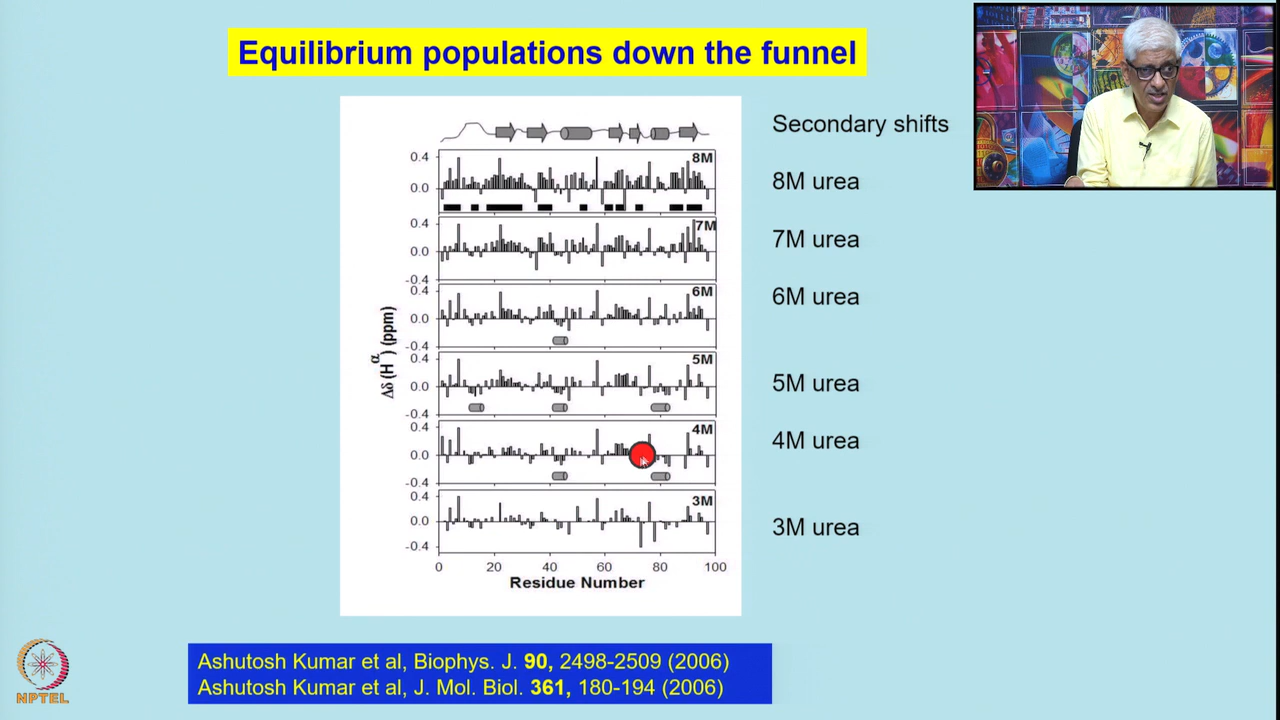 Equilibrium populations down the funnel
Secondary shifts
8M urea
7M urea
6M urea
5M urea
4M urea
3M urea
Δδ(Hα) (ppm)
8M
0.4
0.0
7M
0.4
0.0
-0.4
6M
0.4
0.0
-0.4
5M
0.4
0.0
-0.4
4M
0.4
0.0
-0.4
3M
0.4
0.0
-0.4
0 20 40 60 80 100
Residue Number
Ashutosh Kumar et al, Biophys. J. 90, 2498-2509 (2006)
Ashutosh Kumar et al, J. Mol. Biol. 361, 180-194 (2006)
NPTEL